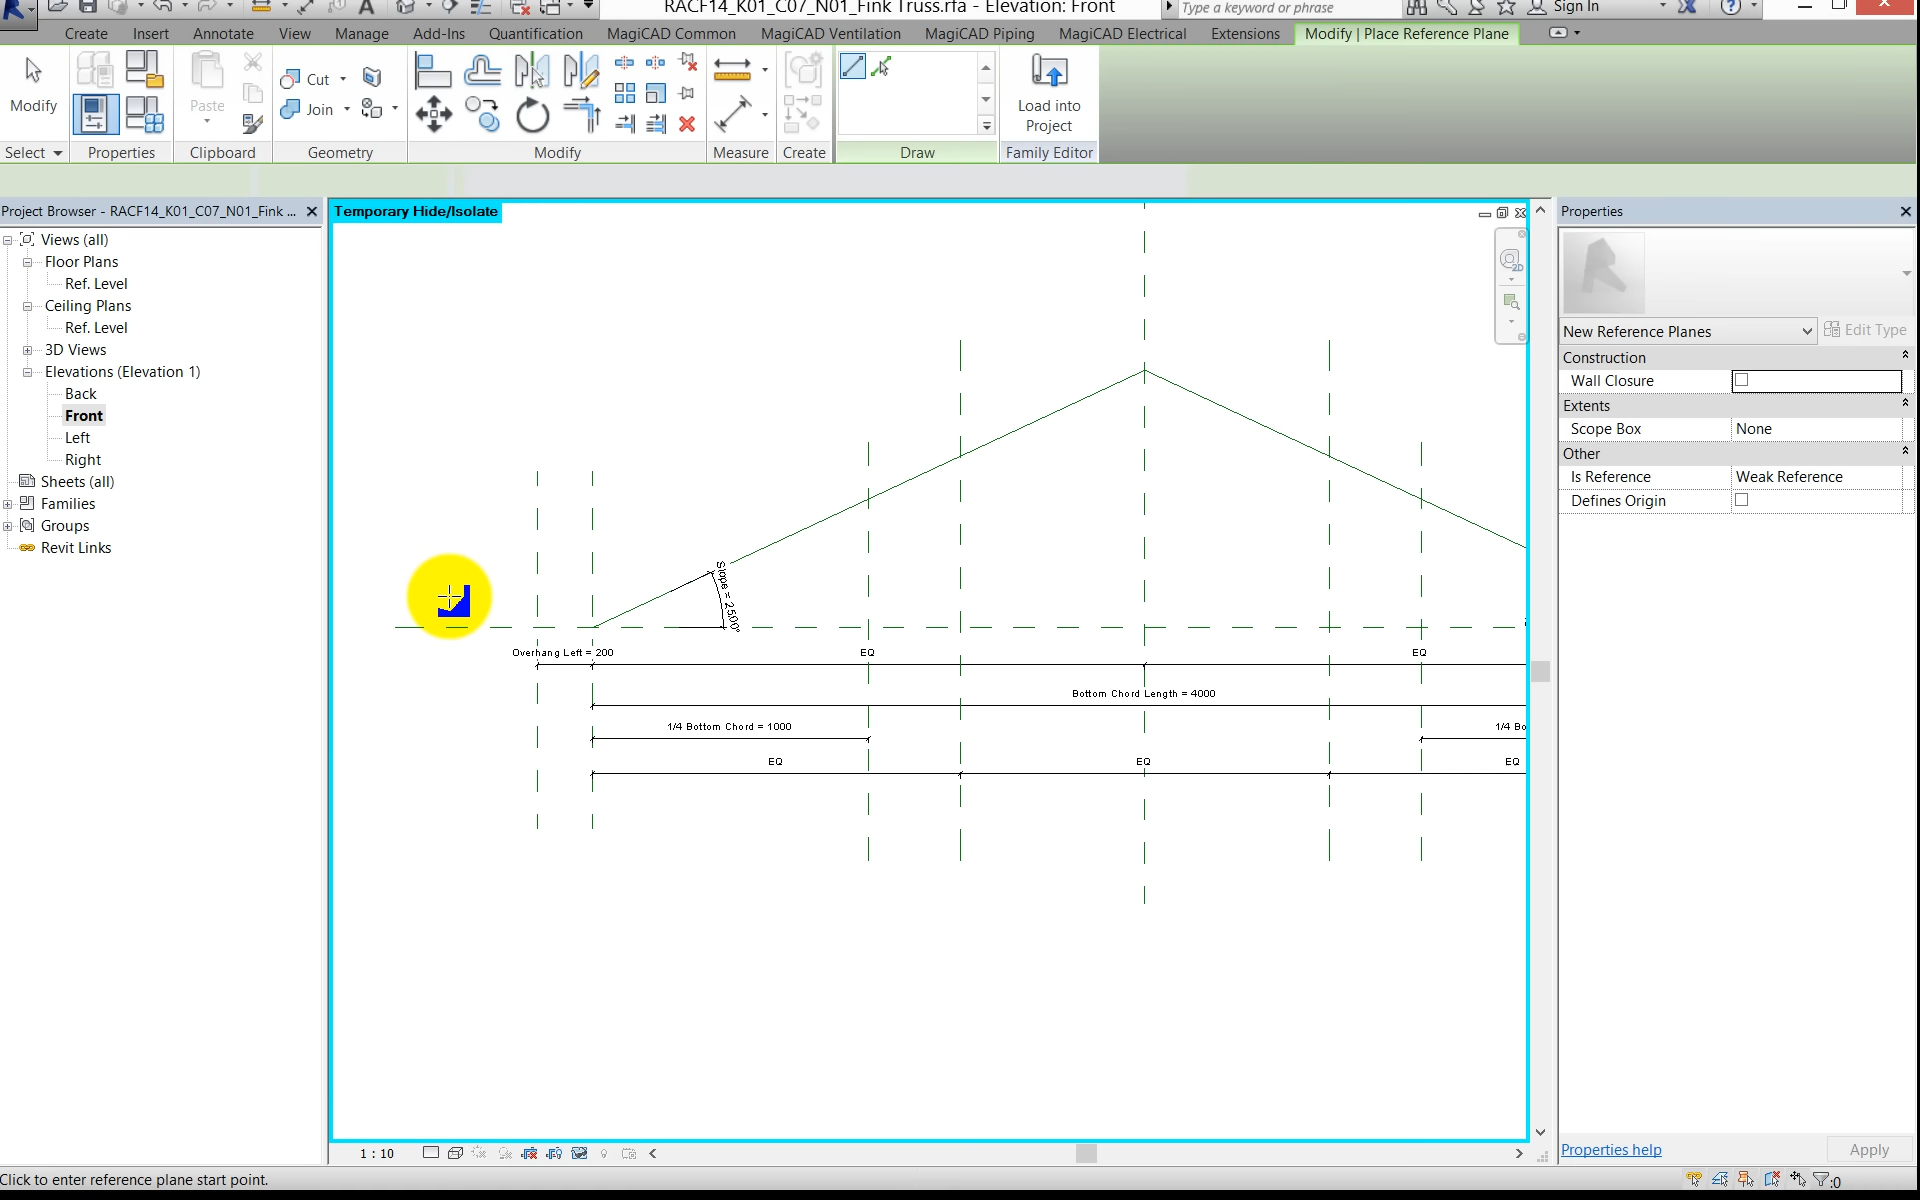 RACF14_K01_C07_N01_Fink Truss.rfa - Elevation: Front
Type a keyword or phrase
Sign In
Create Insert Annotate View Manage Add-Ins Quantification MagiCAD Common MagiCAD Ventilation MagiCAD Piping MagiCAD Electrical Extensions Modify | Place Reference Plane
Modify
Paste
Cut
Join
Load into
Project
Select Properties Clipboard Geometry Modify Measure Create Draw Family Editor
Project Browser - RACF14_K01_C07_N01_Fink ...
Views (all)
Floor Plans
Ref. Level
Ceiling Plans
Ref. Level
3D Views
Elevations (Elevation 1)
Back
Front
Left
Right
Sheets (all)
Families
Groups
Revit Links
Temporary Hide/Isolate
2D
Slope = 25.00°
Overhang Left = 200
EQ
EQ
Bottom Chord Length = 4000
1/4 Bottom Chord = 1000
1/4 Bo
EQ
EQ
EQ
1 : 10
Properties
New Reference Planes
Edit Type
Construction
Wall Closure
Extents
Scope Box None
Other
Is Reference Weak Reference
Defines Origin
Properties help
Apply
Click to enter reference plane start point.
:0